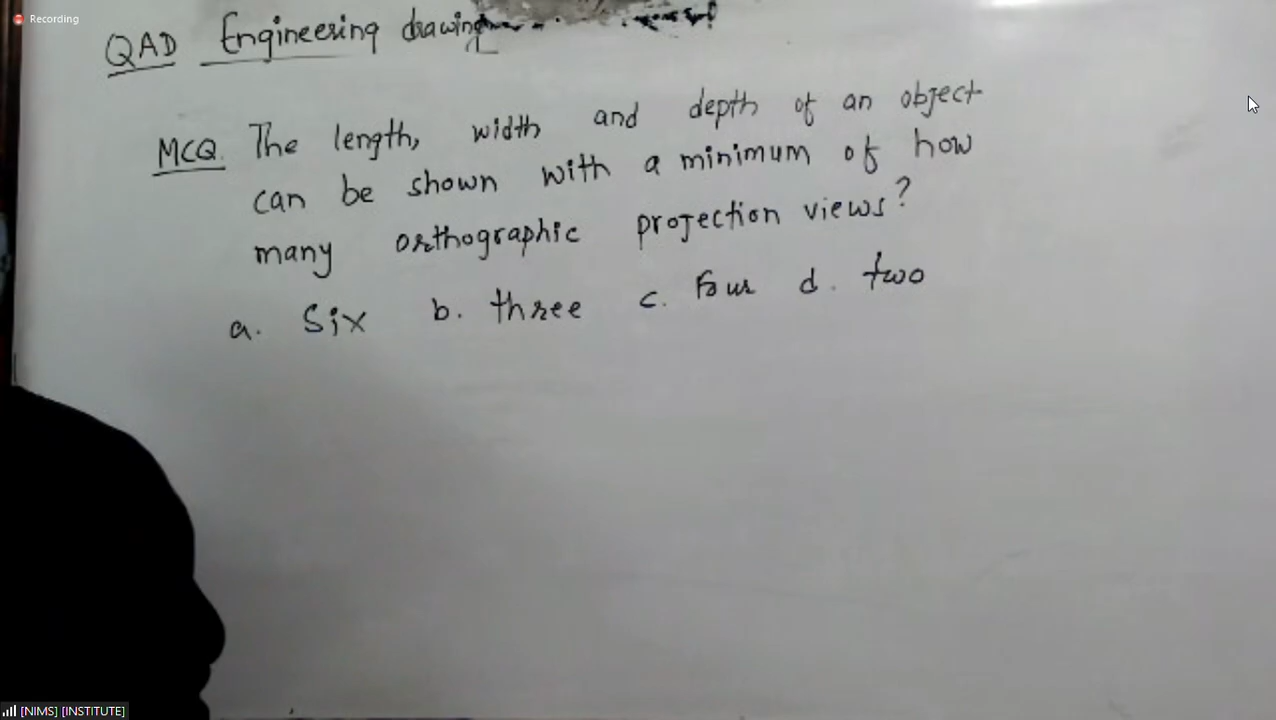 Recording
QAD Engineering drawing
MCQ. The length, width and depth of an object
can be shown with a minimum of how
many orthographic projection views?
a. Six b. three c. Four d. two
[NIMS] [INSTITUTE]